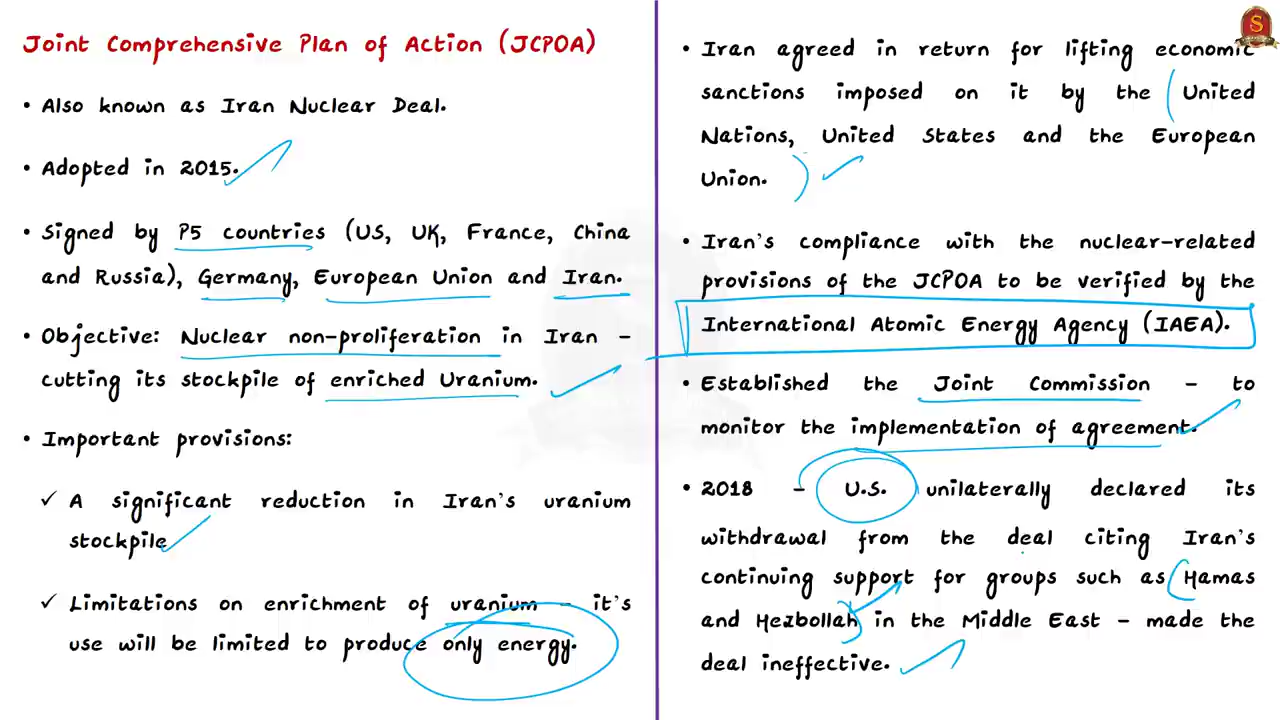 Joint Comprehensive Plan of Action (JCPOA)
• Also known as Iran Nuclear Deal.
• Adopted in 2015.
• Signed by P5 countries (US, UK, France, China
and Russia), Germany, European Union and Iran.
• Objective: Nuclear non-proliferation in Iran –
cutting its stockpile of enriched Uranium.
• Important provisions:
✓ A significant reduction in Iran's uranium
stockpile
✓ Limitations on enrichment of uranium – it's
use will be limited to produce only energy.
• Iran agreed in return for lifting economic
sanctions imposed on it by the United
Nations, United States and the European
Union.
• Iran's compliance with the nuclear-related
provisions of the JCPOA to be verified by the
International Atomic Energy Agency (IAEA).
• Established the Joint Commission – to
monitor the implementation of agreement.
• 2018 – U.S. unilaterally declared its
withdrawal from the deal citing Iran's
continuing support for groups such as Hamas
and Hezbollah in the Middle East – made the
deal ineffective.
S